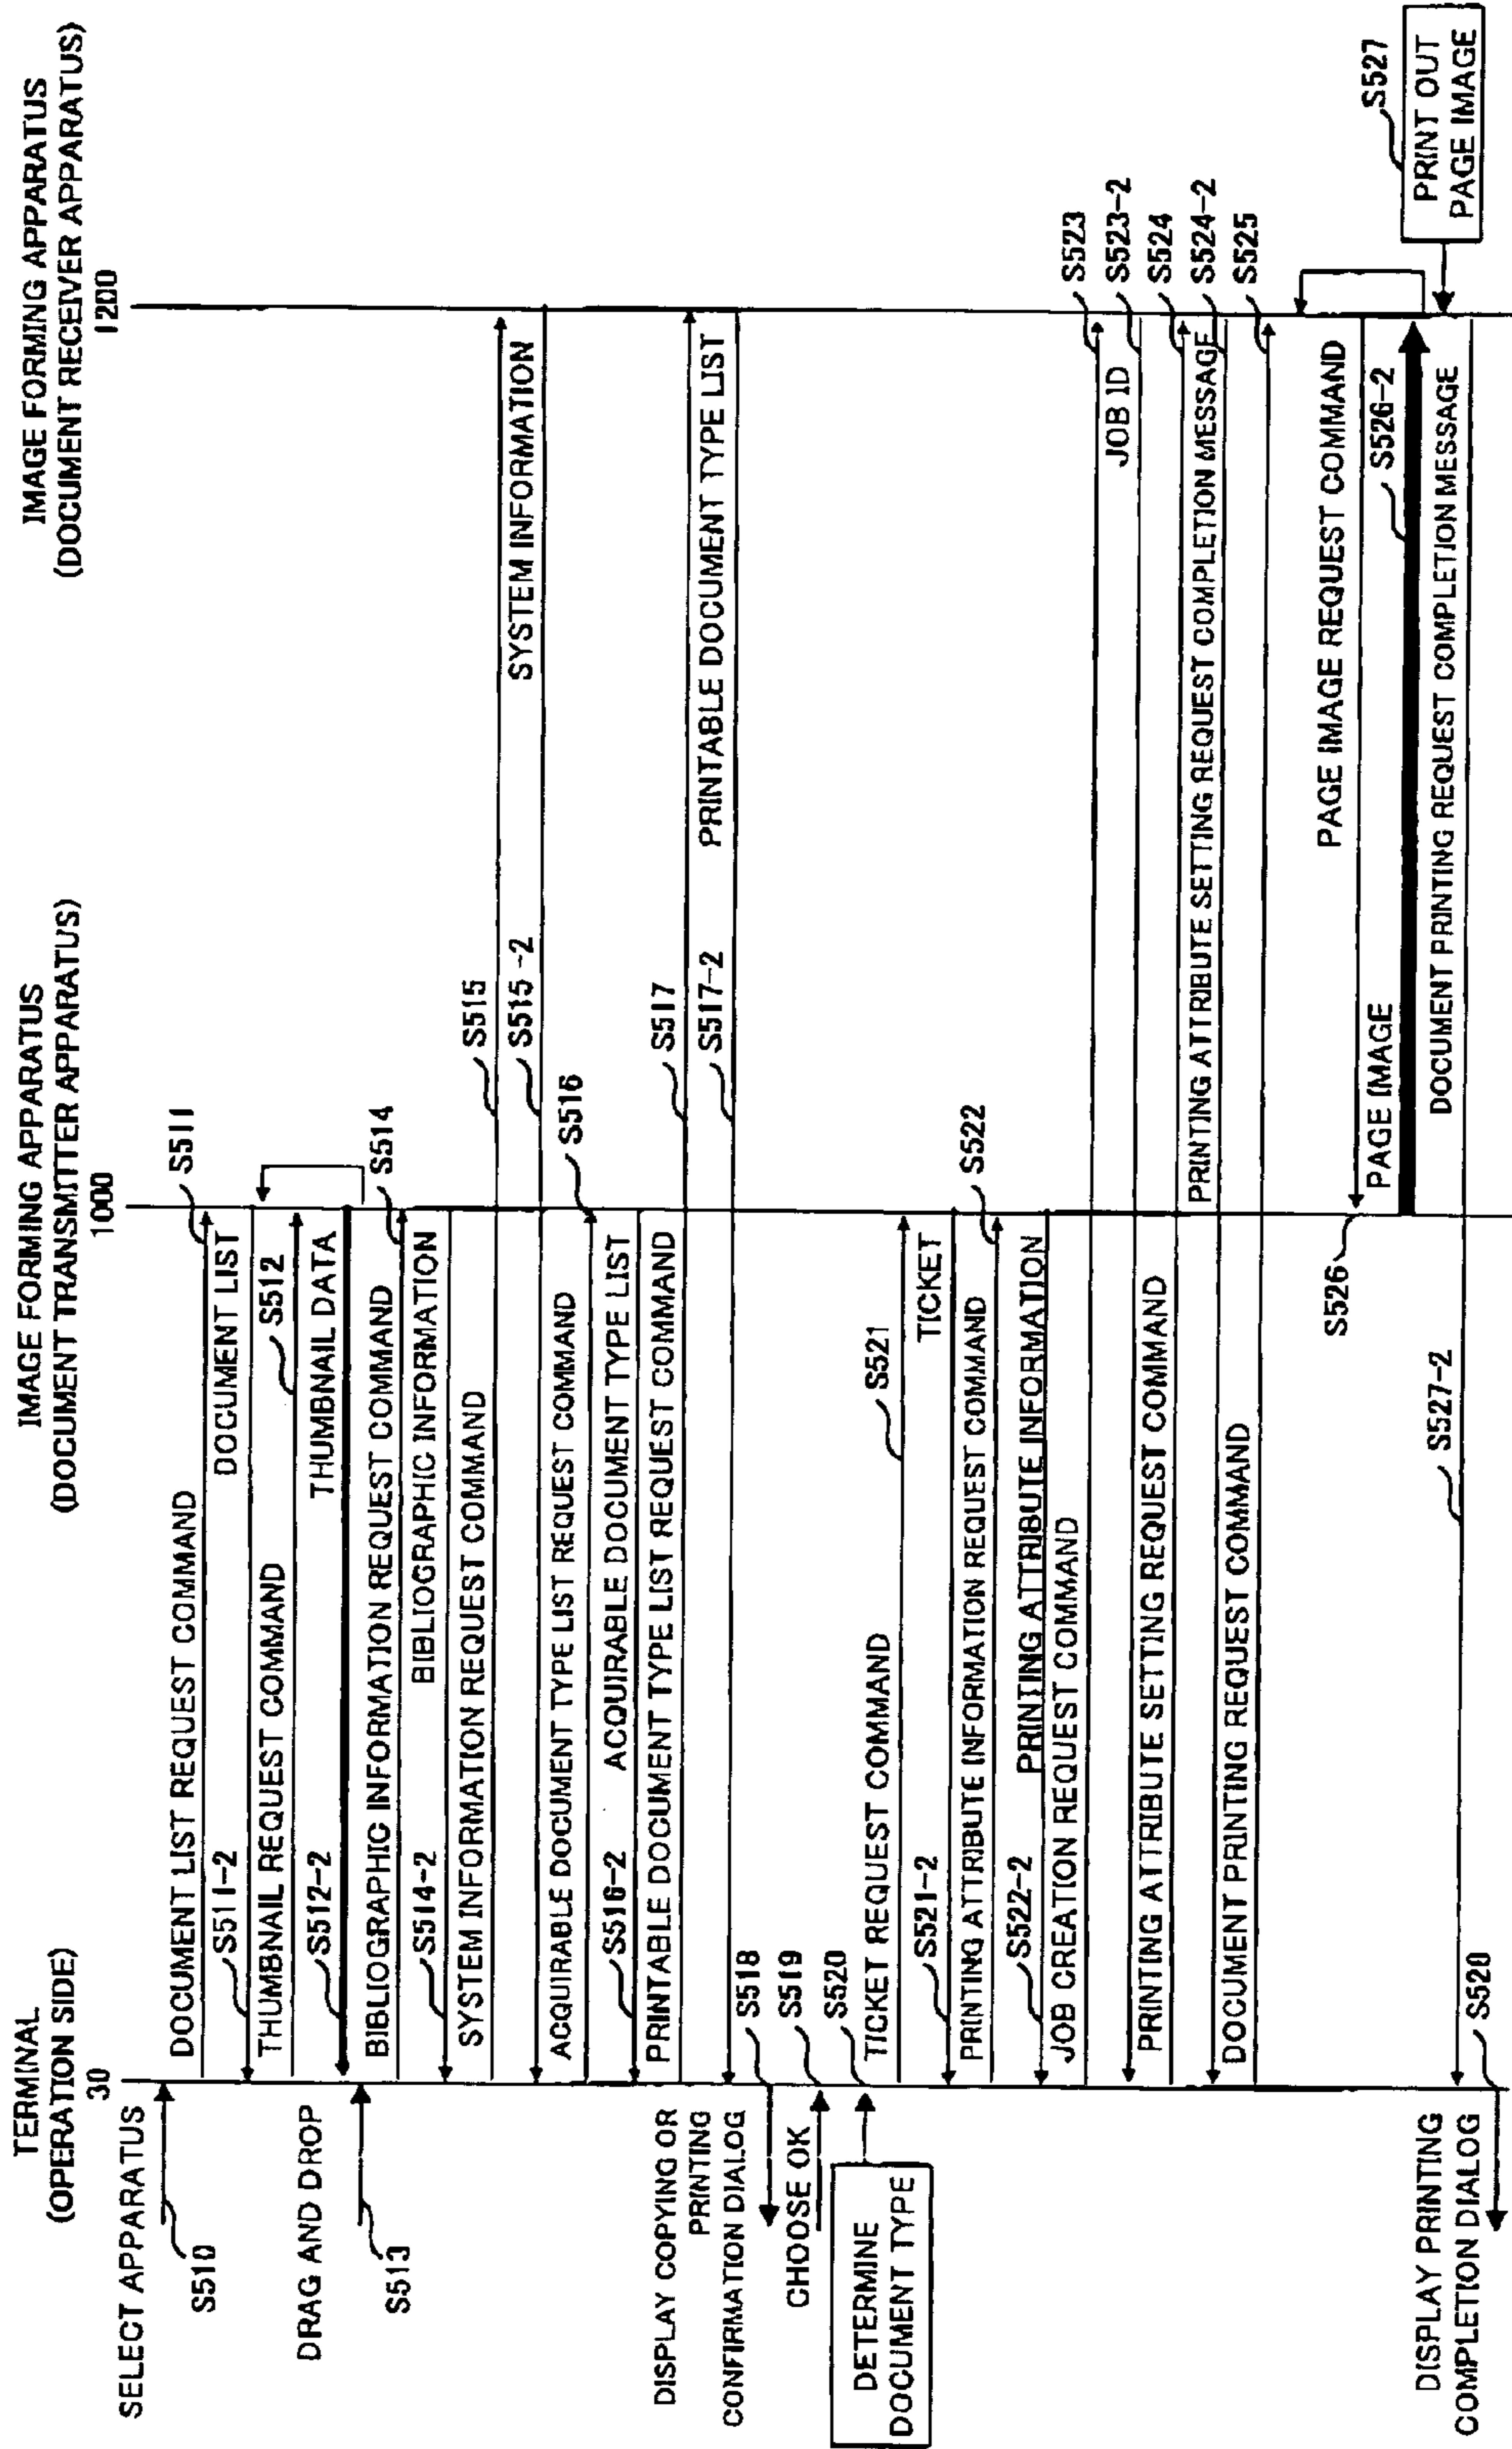 TERMINAL
(OPERATION SIDE)
30
IMAGE FORMING APPARATUS
(DOCUMENT TRANSMITTER APPARATUS)
1000
IMAGE FORMING APPARATUS
(DOCUMENT RECEIVER APPARATUS)
1200
SELECT APPARATUS
S510
DOCUMENT LIST REQUEST COMMAND
S511
S511-2
DOCUMENT LIST
THUMBNAIL REQUEST COMMAND
S512
S512-2
THUMBNAIL DATA
DRAG AND DROP
S513
BIBLIOGRAPHIC INFORMATION REQUEST COMMAND
S514
S514-2
BIBLIOGRAPHIC INFORMATION
SYSTEM INFORMATION REQUEST COMMAND
S515
SYSTEM INFORMATION
S515-2
ACQUIRABLE DOCUMENT TYPE LIST REQUEST COMMAND
S516
S516-2
ACQUIRABLE DOCUMENT TYPE LIST
PRINTABLE DOCUMENT TYPE LIST REQUEST COMMAND
S517
S517-2
PRINTABLE DOCUMENT TYPE LIST
DISPLAY COPYING OR
PRINTING
CONFIRMATION DIALOG
S518
CHOOSE OK
S519
DETERMINE
DOCUMENT TYPE
S520
TICKET REQUEST COMMAND
S521
S521-2
TICKET
PRINTING ATTRIBUTE INFORMATION REQUEST COMMAND
S522
S522-2
PRINTING ATTRIBUTE INFORMATION
JOB CREATION REQUEST COMMAND
S523
JOB ID
S523-2
PRINTING ATTRIBUTE SETTING REQUEST COMMAND
S524
PRINTING ATTRIBUTE SETTING REQUEST COMPLETION MESSAGE
S524-2
DOCUMENT PRINTING REQUEST COMMAND
S525
PAGE IMAGE REQUEST COMMAND
S526
PAGE IMAGE
S526-2
S527
PRINT OUT
PAGE IMAGE
DOCUMENT PRINTING REQUEST COMPLETION MESSAGE
S527-2
DISPLAY PRINTING
COMPLETION DIALOG
S528